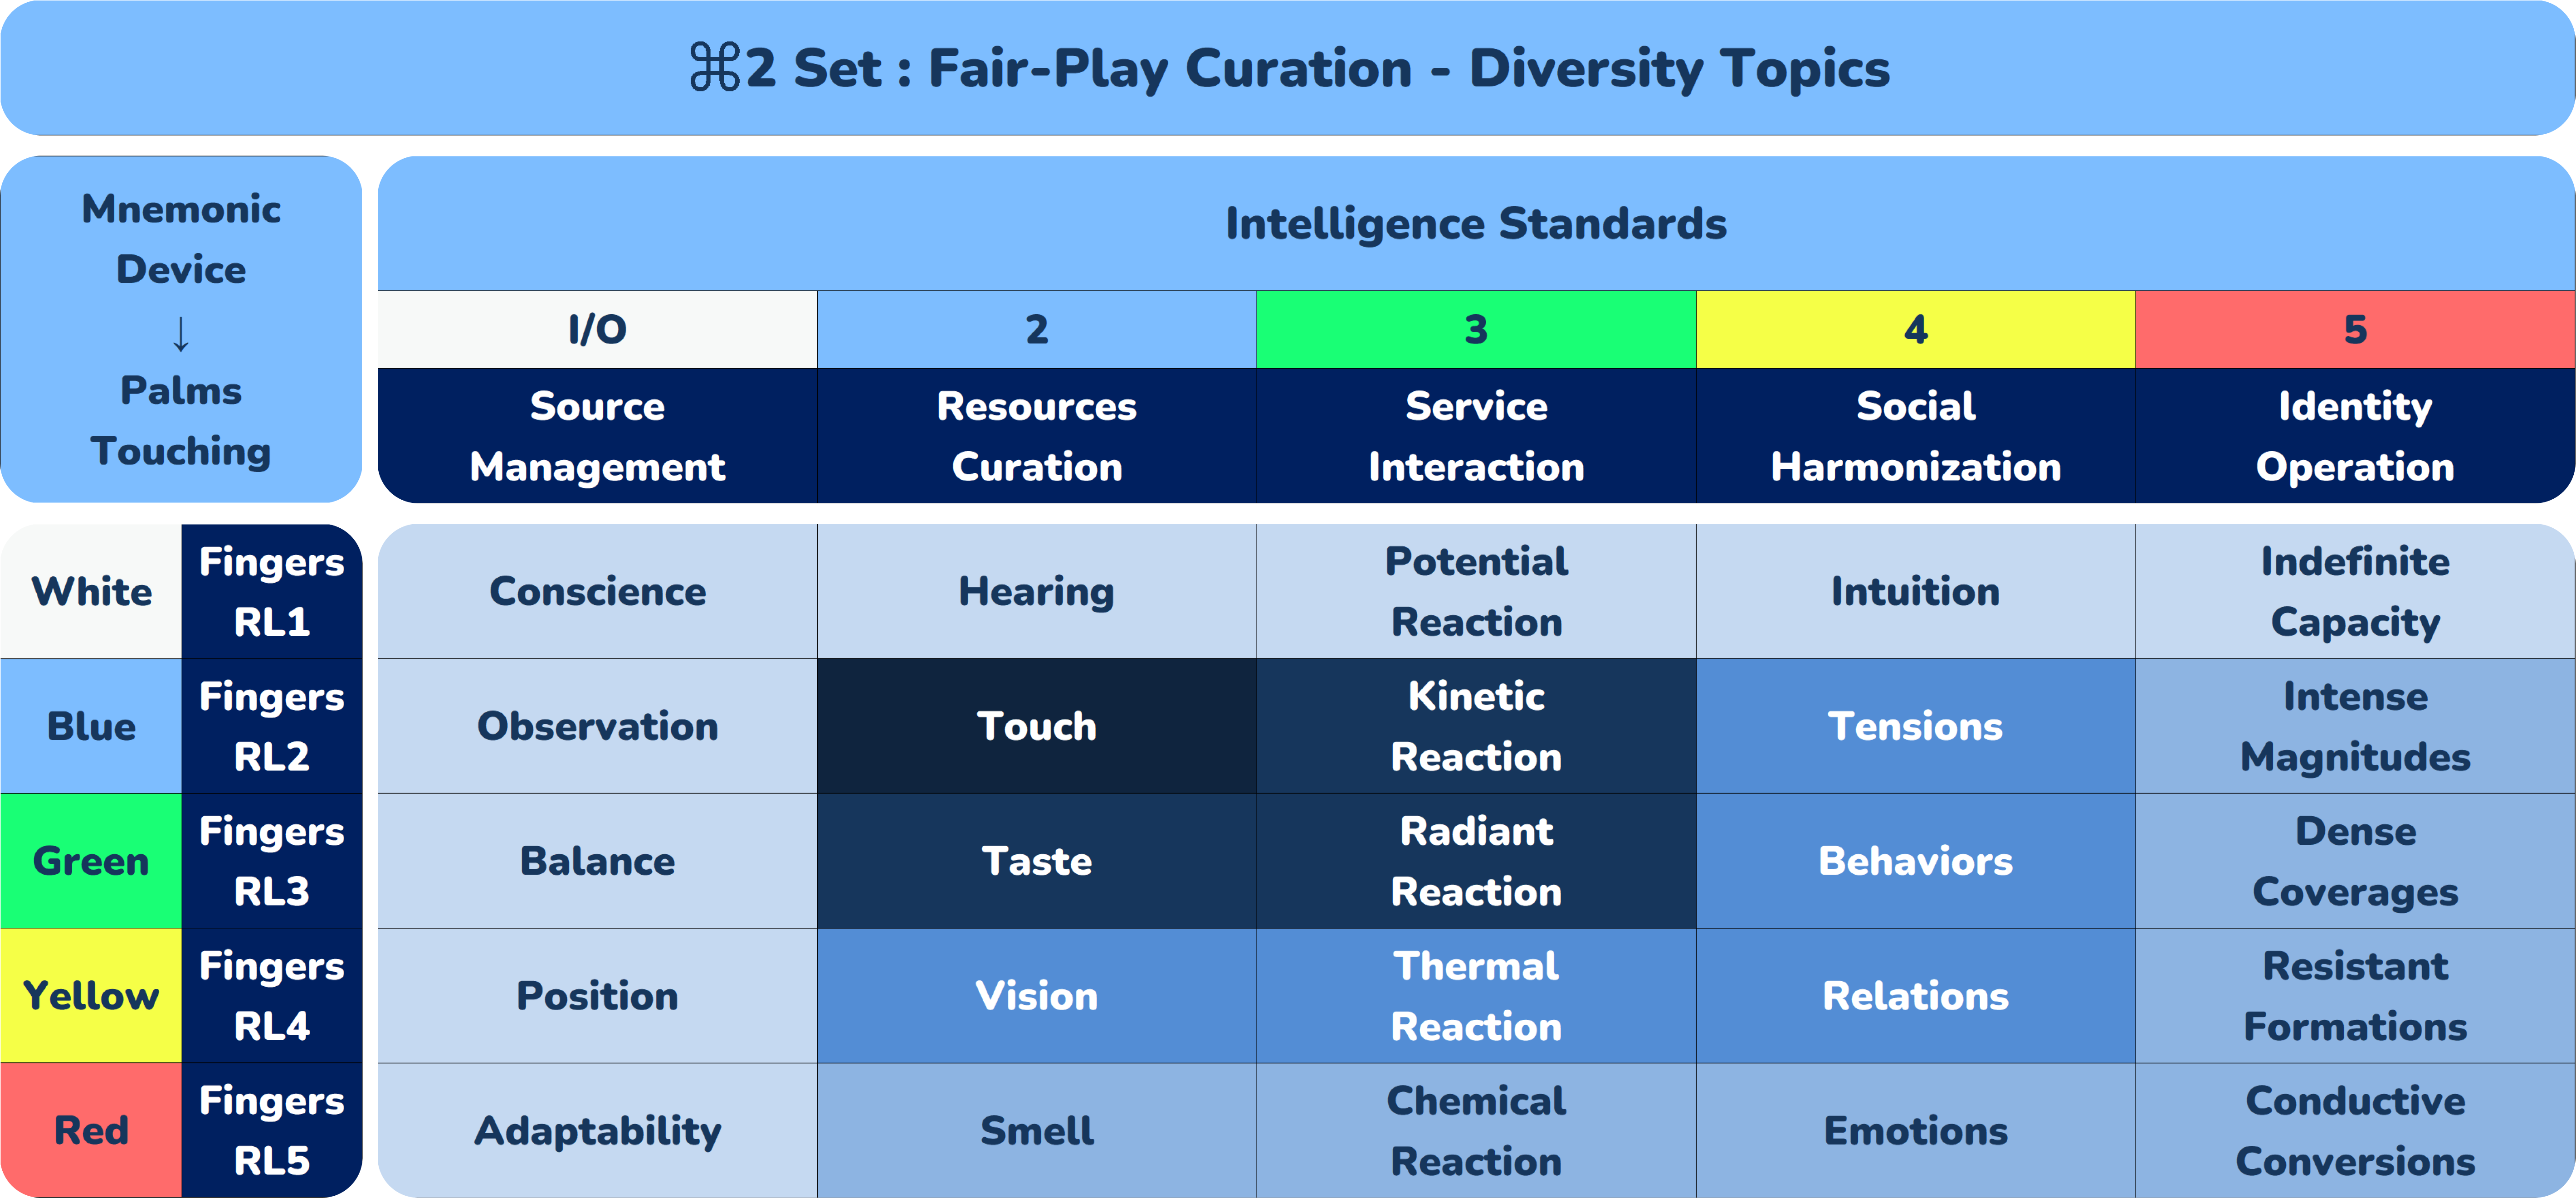 ⌘2 Set : Fair-Play Curation - Diversity Topics
Mnemonic
Device
↓
Palms
Touching
Intelligence Standards
I/O
2
3
4
5
Source
Management
Resources
Curation
Service
Interaction
Social
Harmonization
Identity
Operation
White
Fingers
RL1
Conscience
Hearing
Potential
Reaction
Intuition
Indefinite
Capacity
Blue
Fingers
RL2
Observation
Touch
Kinetic
Reaction
Tensions
Intense
Magnitudes
Green
Fingers
RL3
Balance
Taste
Radiant
Reaction
Behaviors
Dense
Coverages
Yellow
Fingers
RL4
Position
Vision
Thermal
Reaction
Relations
Resistant
Formations
Red
Fingers
RL5
Adaptability
Smell
Chemical
Reaction
Emotions
Conductive
Conversions